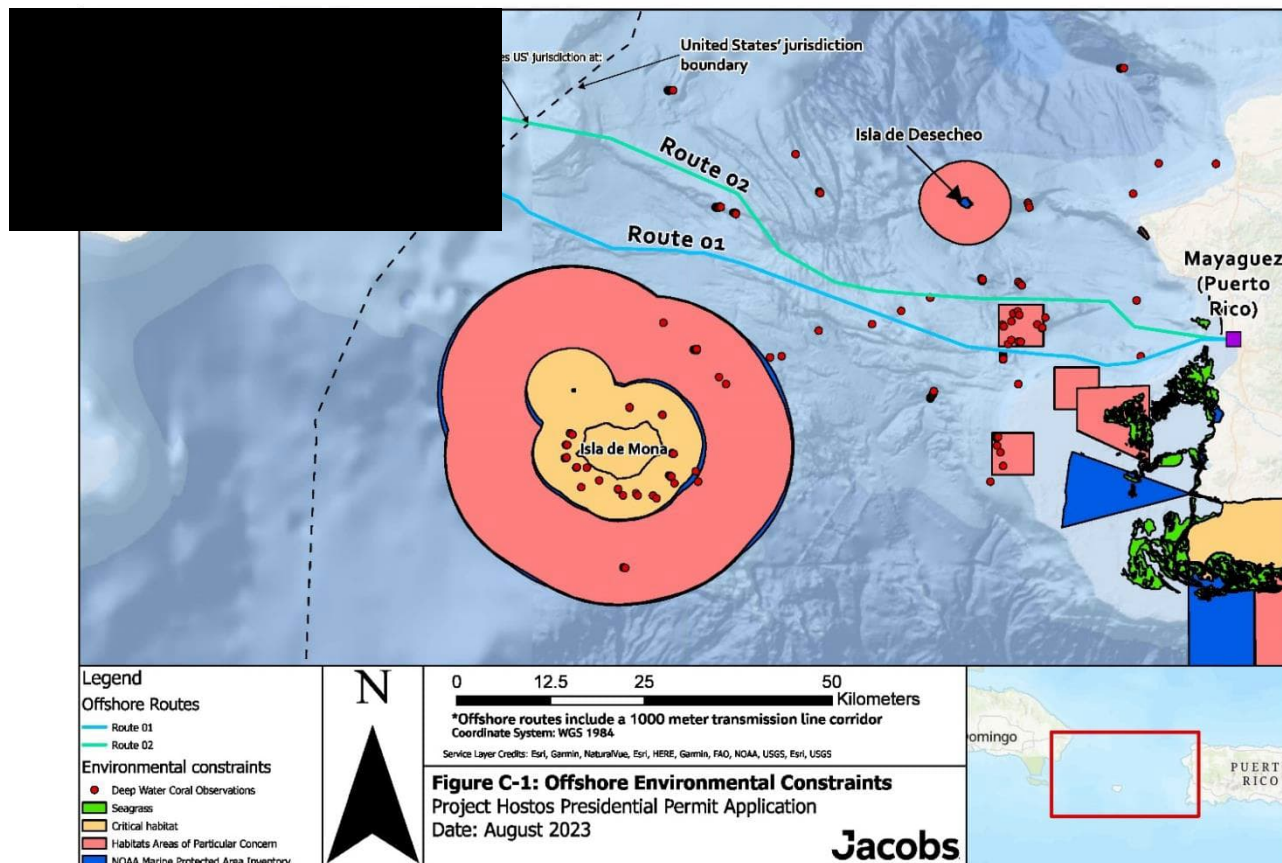 es US' jurisdiction at:
United States' jurisdiction
boundary
Isla de Desecheo
Route 02
Route 01
Mayaguez
(Puerto
Rico)
Isla de Mona
Legend
Offshore Routes
Route 01
Route 02
Environmental constraints
Deep Water Coral Observations
Seagrass
Critical habitat
Habitats Areas of Particular Concern
NOAA Marine Protected Area Inventory
N
0 12.5 25 50
Kilometers
*Offshore routes include a 1000 meter transmission line corridor
Coordinate System: WGS 1984
Service Layer Credits: Esri, Garmin, NaturalVue, Esri, HERE, Garmin, FAO, NOAA, USGS, Esri, USGS
Figure C-1: Offshore Environmental Constraints
Project Hostos Presidential Permit Application
Date: August 2023
Jacobs
Domingo
PUERT
RICO